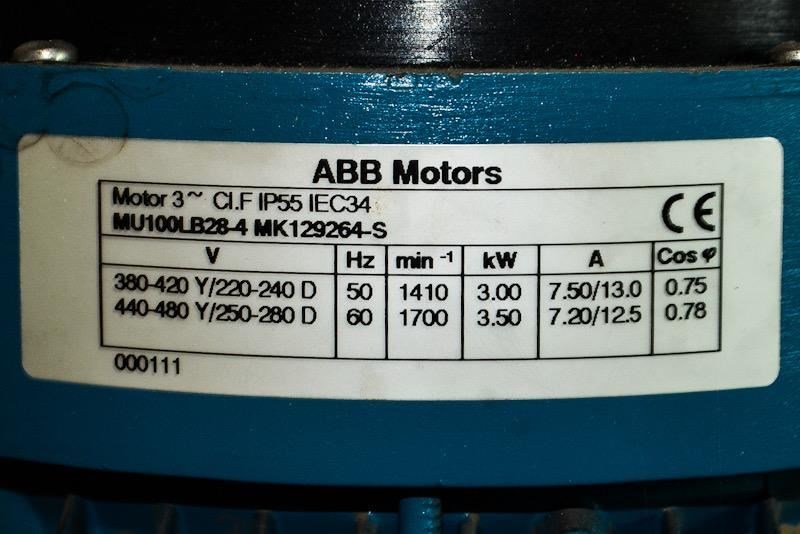 ABB Motors
Motor 3~ Cl.F IP55 IEC34
MU100LB28-4 MK129264-S
CE
V Hz min -1 kW A Cos φ
380-420 Y/220-240 D 50 1410 3.00 7.50/13.0 0.75
440-480 Y/250-280 D 60 1700 3.50 7.20/12.5 0.78
000111